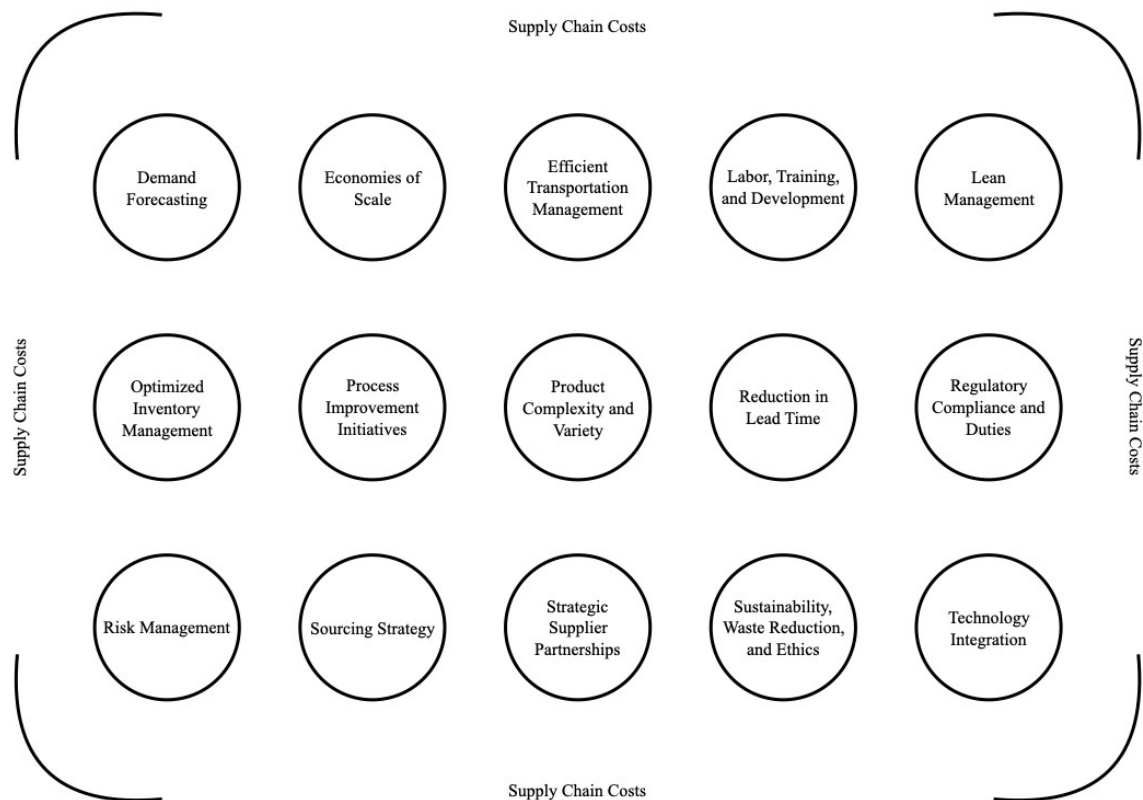 Supply Chain Costs
Demand
Forecasting
Economies of
Scale
Efficient
Transportation
Management
Labor, Training,
and Development
Lean
Management
Supply Chain Costs
Optimized
Inventory
Management
Process
Improvement
Initiatives
Product
Complexity and
Variety
Reduction in
Lead Time
Regulatory
Compliance and
Duties
Supply Chain Costs
Risk Management
Sourcing Strategy
Strategic
Supplier
Partnerships
Sustainability,
Waste Reduction,
and Ethics
Technology
Integration
Supply Chain Costs